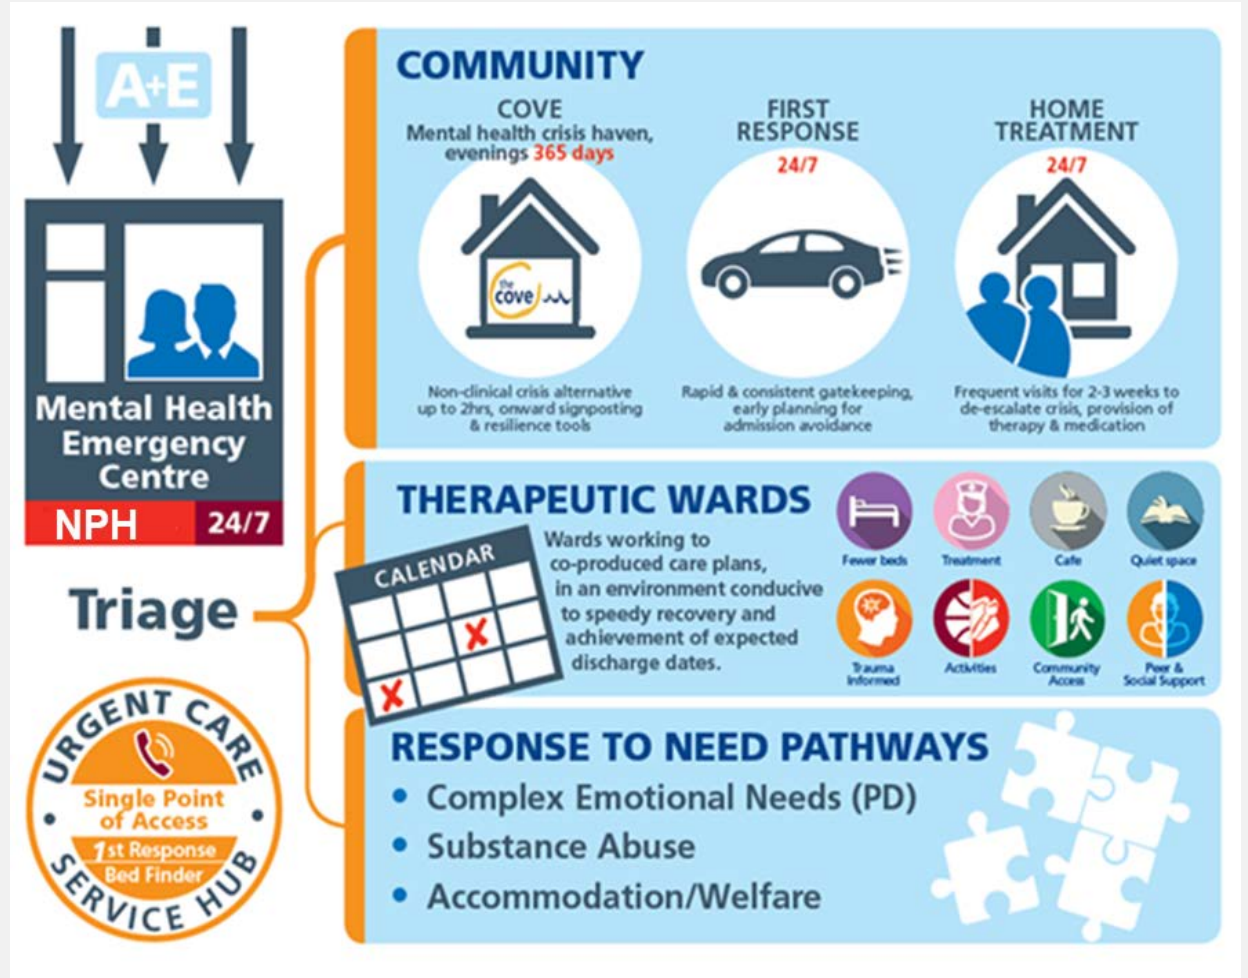 A+E
Mental Health
Emergency
Centre
NPH
24/7
Triage
URGENT CARE
Single Point
of Access
1st Response
Bed Finder
SERVICE HUB
COMMUNITY
COVE
Mental health crisis haven,
evenings 365 days
the
cove
Non-clinical crisis alternative
up to 2hrs, onward signposting
& resilience tools
FIRST
RESPONSE
24/7
Rapid & consistent gatekeeping,
early planning for
admission avoidance
HOME
TREATMENT
24/7
Frequent visits for 2-3 weeks to
de-escalate crisis, provision of
therapy & medication
THERAPEUTIC WARDS
CALENDAR
Wards working to
co-produced care plans,
in an environment conducive
to speedy recovery and
achievement of expected
discharge dates.
Fewer beds
Treatment
Cafe
Quiet space
Trauma
Informed
Activities
Community
Access
Peer &
Social Support
RESPONSE TO NEED PATHWAYS
• Complex Emotional Needs (PD)
• Substance Abuse
• Accommodation/Welfare